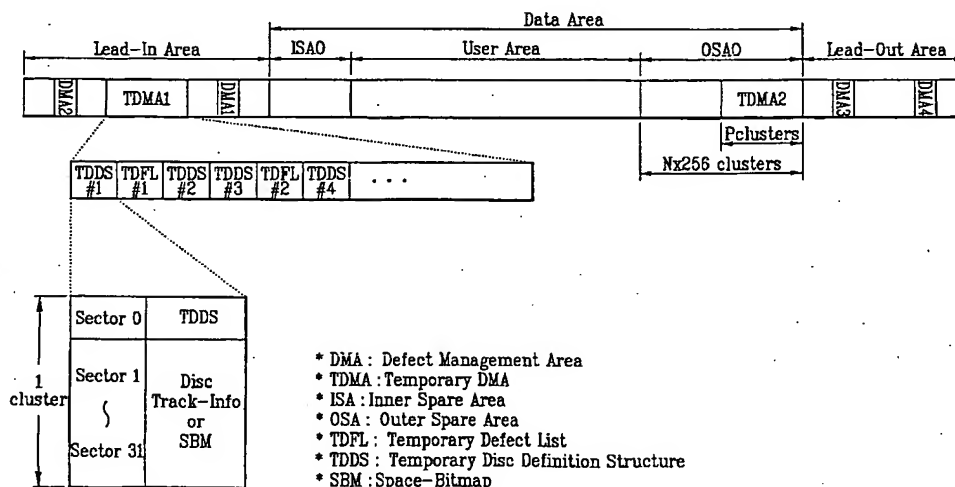 Data Area
Lead-In Area ISA0 User Area OSA0 Lead-Out Area
DMA2 TDMA1 DMA1 TDMA2 DMA3 DMA4
Pclusters
Nx256 clusters
TDDS #1 TDFL #1 TDDS #2 TDDS #3 TDFL #2 TDDS #4 · · ·
1 cluster
Sector 0 TDDS
Sector 1 ∫ Sector 31
Disc Track-Info or SBM
* DMA : Defect Management Area
* TDMA : Temporary DMA
* ISA : Inner Spare Area
* OSA : Outer Spare Area
* TDFL : Temporary Defect List
* TDDS : Temporary Disc Definition Structure
* SBM : Space-Bitmap